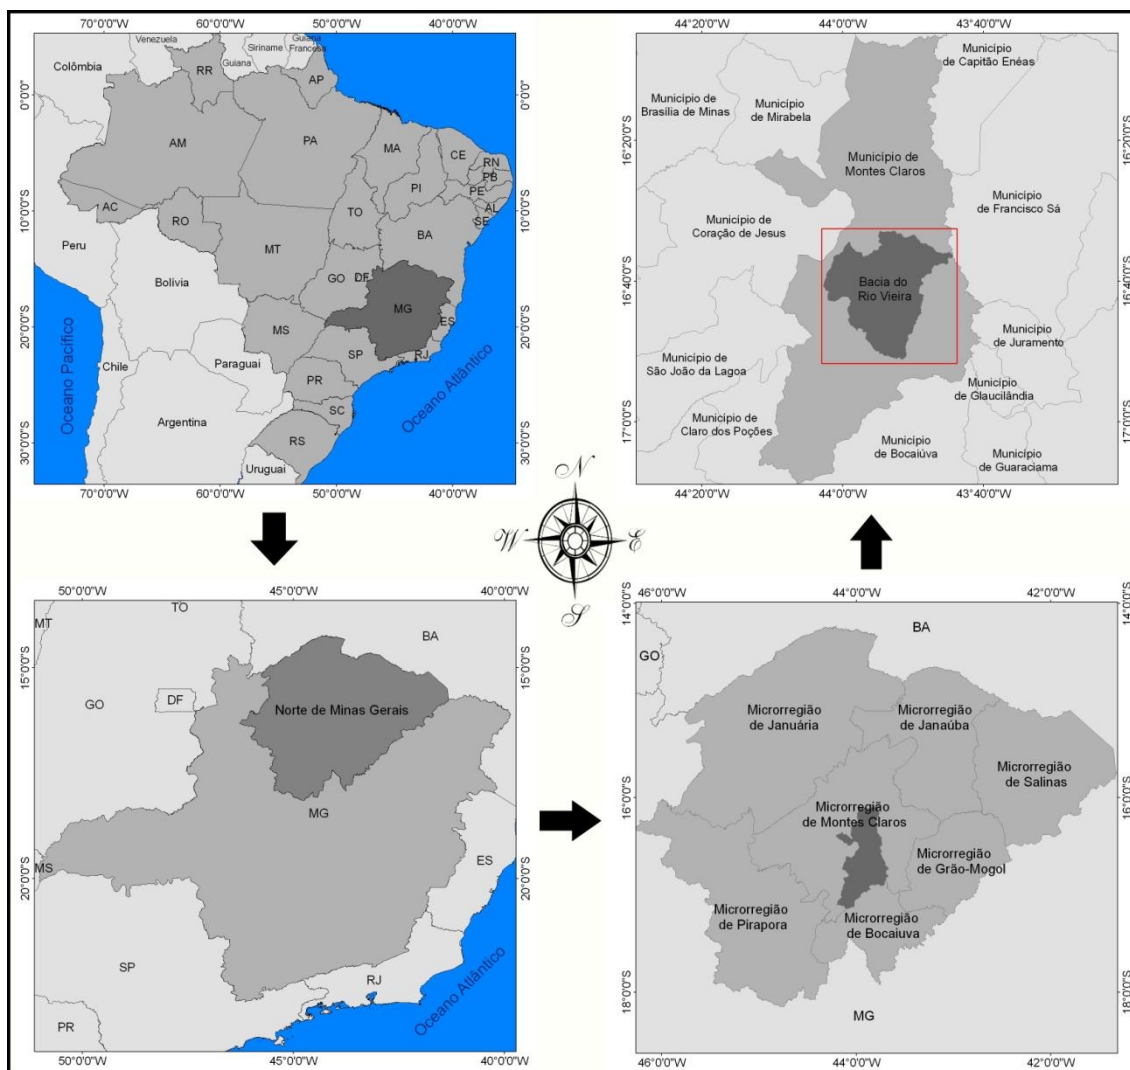 70°0'0"W 60°0'0"W 50°0'0"W 40°0'0"W
Venezuela
Guiana
Francesa
Siriname
Guiana
Colômbia
RR
AP
0°0'0"
0°0'0"
AM
PA
MA
CE
RN
PB
PI
PE
AL
SE
AC
TO
RO
BA
10°0'0"S
10°0'0"S
MT
Peru
Bolívia
GO
DF
MG
ES
MS
20°0'0"S
20°0'0"S
SP
RJ
Paraguai
Chile
PR
Oceano Pacífico
Oceano Atlântico
SC
Argentina
RS
30°0'0"S
30°0'0"S
Uruguai
70°0'0"W 60°0'0"W 50°0'0"W 40°0'0"W
44°20'0"W 44°0'0"W 43°40'0"W
Município
de Capitão Enéas
Município de
Brasília de Minas
Município
de Mirabela
16°20'0"S
16°20'0"S
Município de
Montes Claros
Município
de Francisco Sá
Município de
Coração de Jesus
16°40'0"S
16°40'0"S
Bacia do
Rio Vieira
Município
de Juramento
Município de
São João da Lagoa
Município
de Glaucilândia
Município de
Claro dos Poções
17°0'0"S
17°0'0"S
Município
de Bocaiúva
Município
de Guaraciama
44°20'0"W 44°0'0"W 43°40'0"W
N
W
E
S
50°0'0"W 45°0'0"W 40°0'0"W
TO
MT
BA
15°0'0"S
15°0'0"S
GO
DF
Norte de Minas Gerais
MG
ES
MS
20°0'0"S
20°0'0"S
SP
RJ
PR
Oceano Atlântico
50°0'0"W 45°0'0"W 40°0'0"W
46°0'0"W 44°0'0"W 42°0'0"W
14°0'0"S
14°0'0"S
BA
GO
Microrregião
de Januária
Microrregião
de Janaúba
Microrregião
de Salinas
16°0'0"S
16°0'0"S
Microrregião
de Montes Claros
Microrregião
de Grão-Mogol
Microrregião
de Pirapora
Microrregião
de Bocaiuva
18°0'0"S
18°0'0"S
MG
46°0'0"W 44°0'0"W 42°0'0"W